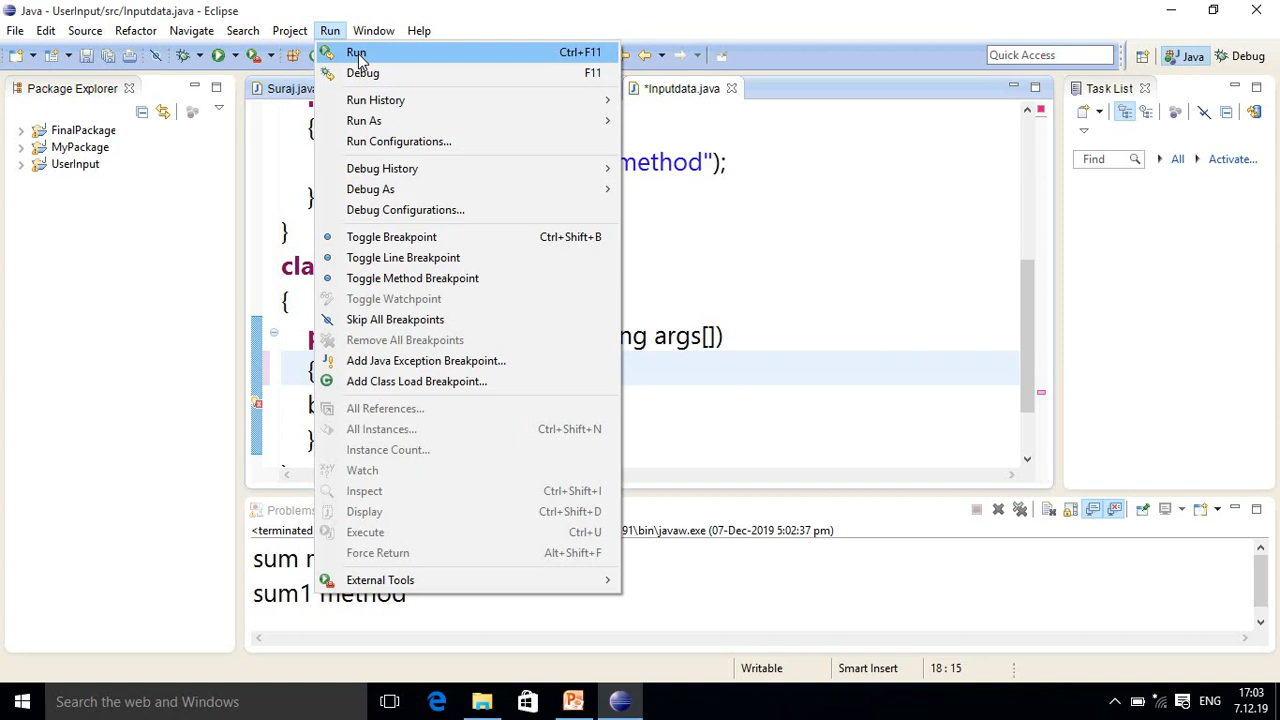 Java - UserInput/src/Inputdata.java - Eclipse
File Edit Source Refactor Navigate Search Project Run Window Help
Quick Access
Java
Debug
Package Explorer
FinalPackage
MyPackage
UserInput
Run Ctrl+F11
Debug F11
Run History
Run As
Run Configurations...
Debug History
Debug As
Debug Configurations...
Toggle Breakpoint Ctrl+Shift+B
Toggle Line Breakpoint
Toggle Method Breakpoint
Toggle Watchpoint
Skip All Breakpoints
Remove All Breakpoints
Add Java Exception Breakpoint...
Add Class Load Breakpoint...
All References...
All Instances... Ctrl+Shift+N
Instance Count...
Watch
Inspect Ctrl+Shift+I
Display Ctrl+Shift+D
Execute Ctrl+U
Force Return Alt+Shift+F
External Tools
Suraj.java
*Inputdata.java
{
method");
}
}
cla
{
ng args[])
{
b
}
Task List
Find
All
Activate...
Problems
<terminated 91\bin\javaw.exe (07-Dec-2019 5:02:37 pm)
sum
sum1 method
Writable
Smart Insert
18 : 15
Search the web and Windows
ENG
17:03
7.12.19